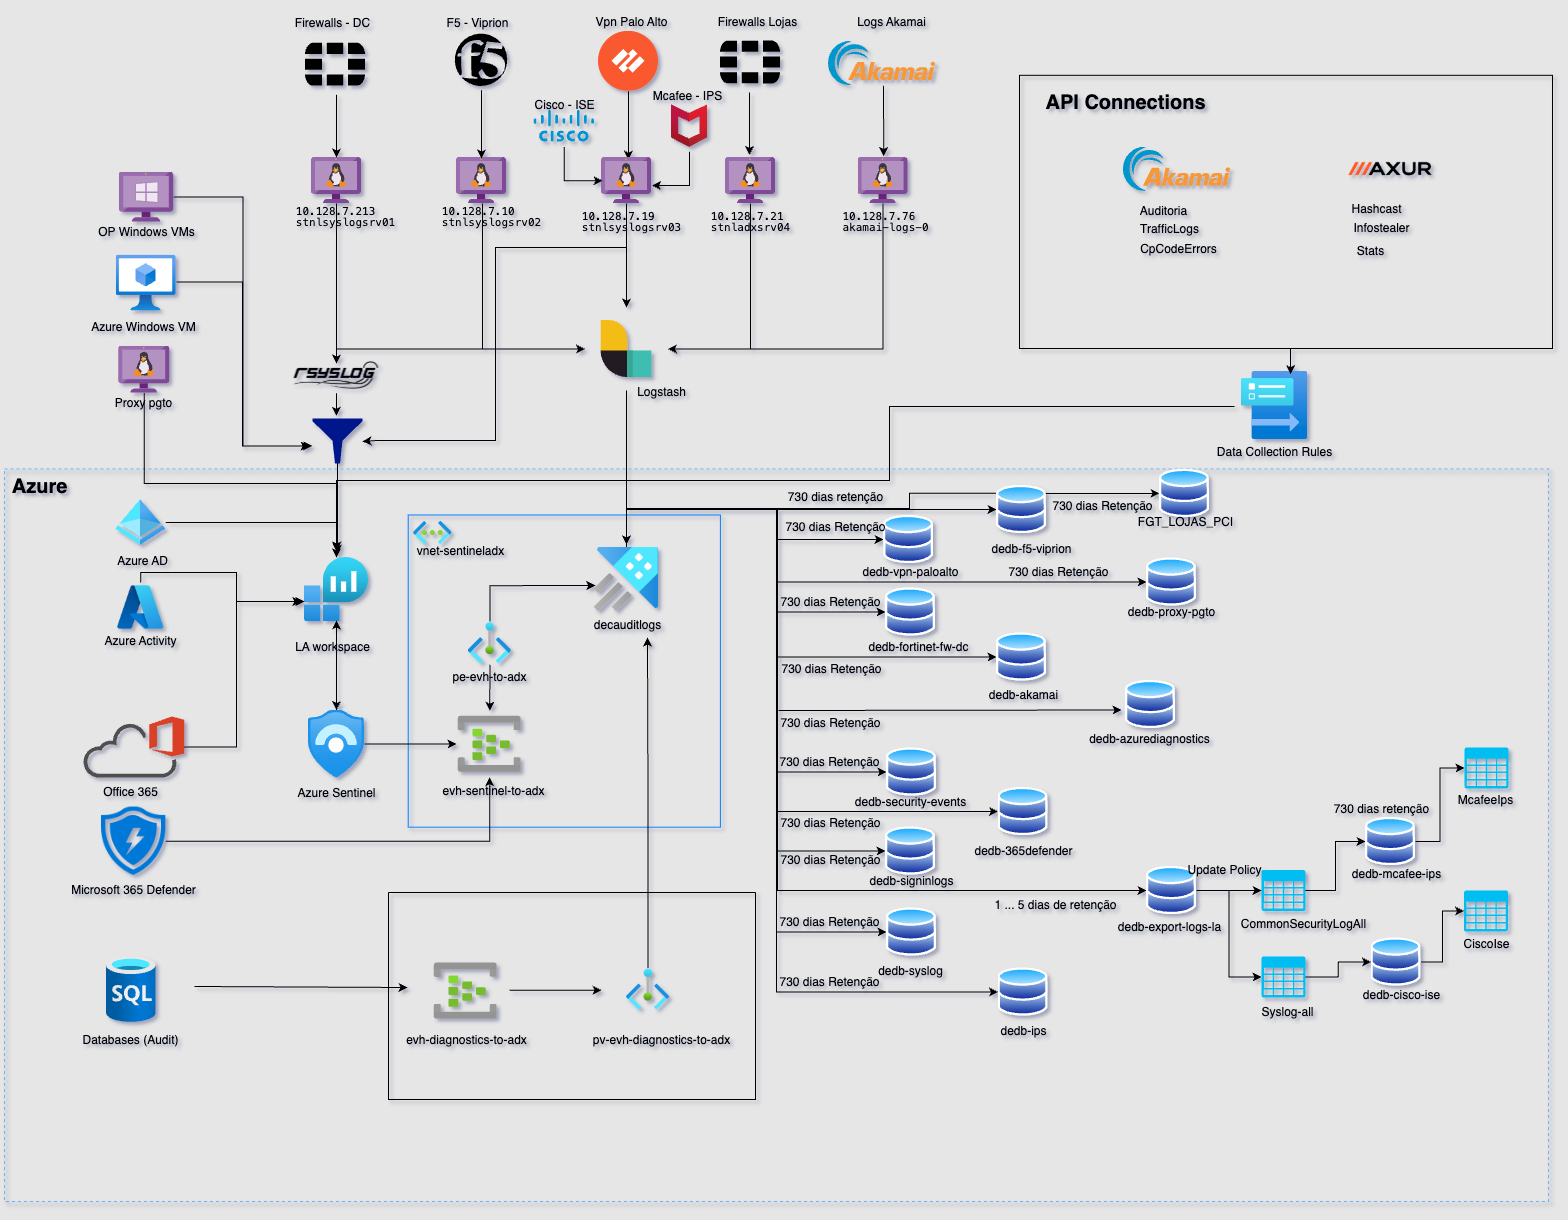 Firewalls - DC
F5 - Viprion
Vpn Palo Alto
Firewalls Lojas
Logs Akamai
f5
Akamai
Cisco - ISE
CISCO
Mcafee - IPS
API Connections
Akamai
Auditoria
TrafficLogs
CpCodeErrors
AXUR
Hashcast
Infostealer
Stats
10.128.7.213
stnlsyslogsrv01
10.128.7.10
stnlsyslogsrv02
10.128.7.19
stnlsyslogsrv03
10.128.7.21
stnladxsrv04
10.128.7.76
akamai-logs-0
OP Windows VMs
Azure Windows VM
Proxy pgto
RSYSLOG
Logstash
Data Collection Rules
Azure
Azure AD
Azure Activity
LA workspace
Office 365
Azure Sentinel
Microsoft 365 Defender
vnet-sentineladx
decauditlogs
pe-evh-to-adx
evh-sentinel-to-adx
SQL
Databases (Audit)
evh-diagnostics-to-adx
pv-evh-diagnostics-to-adx
730 dias retenção
730 dias Retenção
FGT_LOJAS_PCI
730 dias Retenção
dedb-f5-viprion
dedb-vpn-paloalto
730 dias Retenção
dedb-proxy-pgto
730 dias Retenção
dedb-fortinet-fw-dc
730 dias Retenção
dedb-akamai
730 dias Retenção
dedb-azurediagnostics
730 dias Retenção
dedb-security-events
730 dias Retenção
dedb-365defender
730 dias Retenção
dedb-signinlogs
1 ... 5 dias de retenção
dedb-export-logs-la
Update Policy
CommonSecurityLogAll
730 dias retenção
dedb-mcafee-ips
McafeeIps
730 dias Retenção
dedb-syslog
Syslog-all
dedb-cisco-ise
CiscoIse
730 dias Retenção
dedb-ips